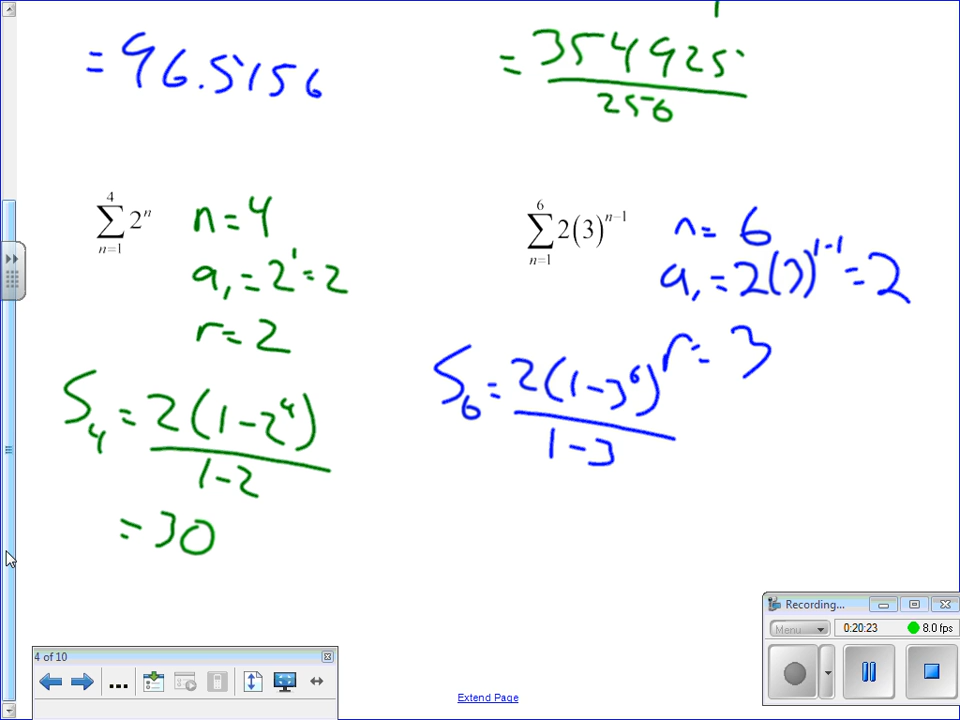 = 96.5156
= 354925/256
4
∑ 2ⁿ
n=1
n = 4
a₁ = 2¹ = 2
r = 2
S₄ = 2(1-2⁴)/1-2
= 30
6
∑ 2(3)ⁿ⁻¹
n=1
n = 6
a₁ = 2(3)¹⁻¹ = 2
r = 3
S₆ = 2(1-3⁶)/1-3
Recording...
Menu
0:20:23
8.0 fps
4 of 10
...
Extend Page